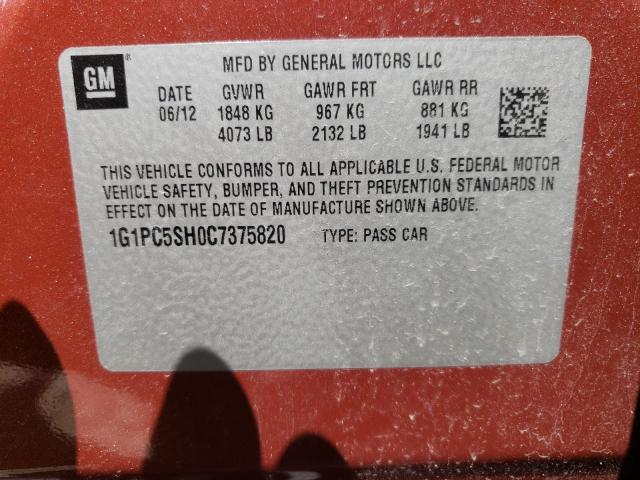 GM
®
MFD BY GENERAL MOTORS LLC
DATE GVWR GAWR FRT GAWR RR
06/12 1848 KG 967 KG 881 KG
4073 LB 2132 LB 1941 LB
THIS VEHICLE CONFORMS TO ALL APPLICABLE U.S. FEDERAL MOTOR
VEHICLE SAFETY, BUMPER, AND THEFT PREVENTION STANDARDS IN
EFFECT ON THE DATE OF MANUFACTURE SHOWN ABOVE.
1G1PC5SH0C7375820 TYPE: PASS CAR